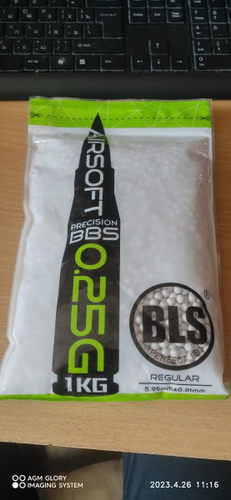 AIRSOFT
PRECISION
BBS
0.25G
1KG
BLS
®
PERFECT BB
REGULAR
5.95mm±0.01mm
AGM GLORY
IMAGING SYSTEM
2023.4.26 11:16